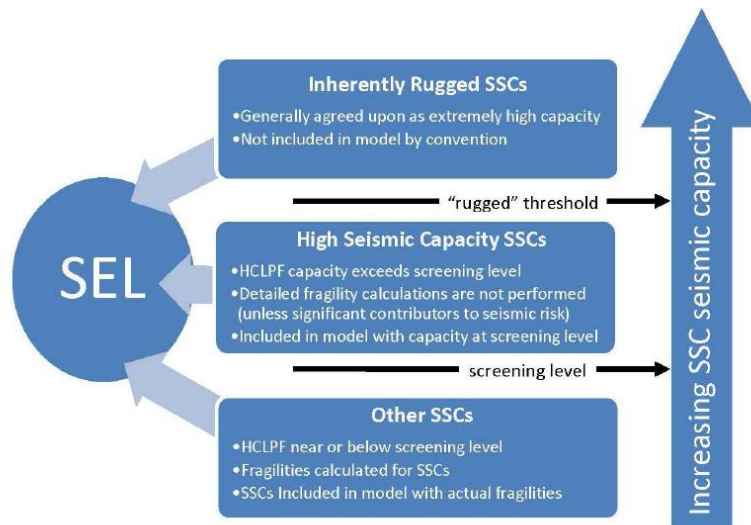 Inherently Rugged SSCs
•Generally agreed upon as extremely high capacity
•Not included in model by convention
“rugged” threshold
SEL
High Seismic Capacity SSCs
•HCLPF capacity exceeds screening level
•Detailed fragility calculations are not performed
(unless significant contributors to seismic risk)
•Included in model with capacity at screening level
screening level
Other SSCs
•HCLPF near or below screening level
•Fragilities calculated for SSCs
•SSCs Included in model with actual fragilities
Increasing SSC seismic capacity